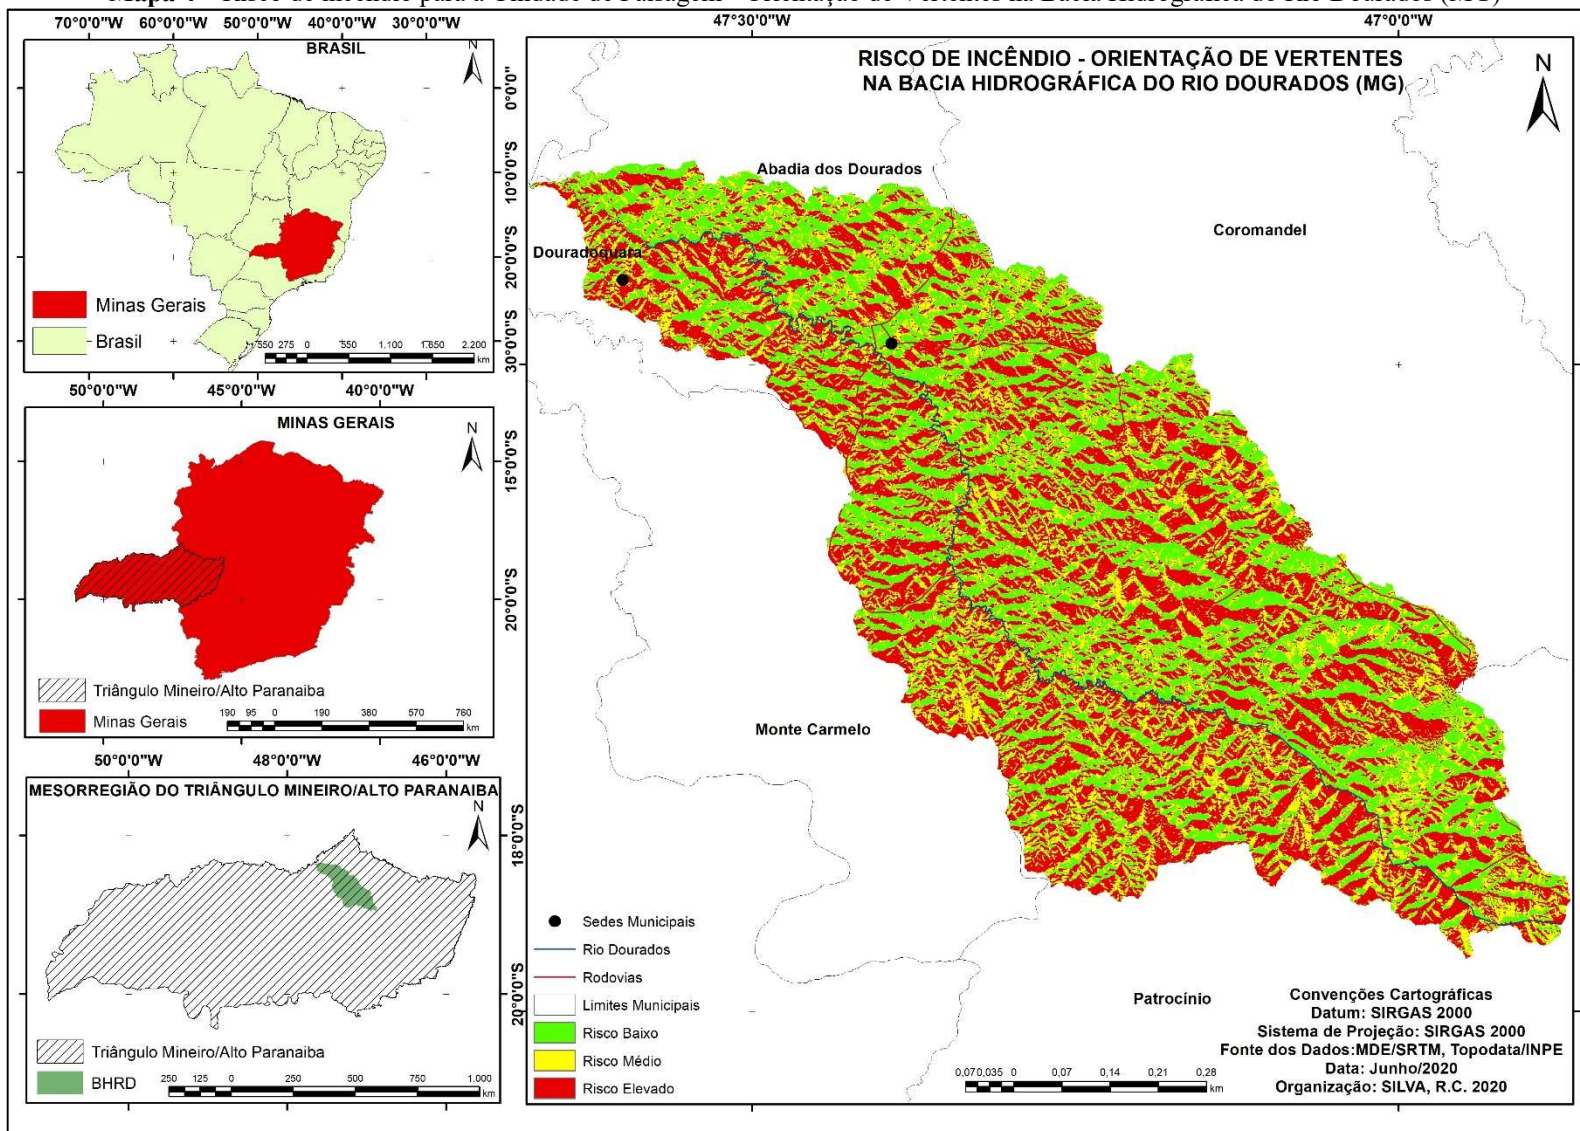 70°0'0"W 60°0'0"W 50°0'0"W 40°0'0"W 30°0'0"W
BRASIL
N
0°0'0"
10°0'0"S
20°0'0"S
30°0'0"S
Minas Gerais
Brasil
550 275 0 550 1.100 1.650 2.200
km
50°0'0"W 45°0'0"W 40°0'0"W
MINAS GERAIS
N
15°0'0"S
20°0'0"S
Triângulo Mineiro/Alto Paranaiba
Minas Gerais
190 95 0 190 380 570 760
km
50°0'0"W 48°0'0"W 46°0'0"W
MESORREGIÃO DO TRIÂNGULO MINEIRO/ALTO PARANAIBA
N
18°0'0"S
20°0'0"S
Triângulo Mineiro/Alto Paranaiba
BHRD
250 125 0 250 500 750 1.000
km
47°30'0"W 47°0'0"W
RISCO DE INCÊNDIO - ORIENTAÇÃO DE VERTENTES
NA BACIA HIDROGRÁFICA DO RIO DOURADOS (MG)
N
Abadia dos Dourados
Coromandel
Douradoquara
Monte Carmelo
Patrocínio
Sedes Municipais
Rio Dourados
Rodovias
Limites Municipais
Risco Baixo
Risco Médio
Risco Elevado
0,07 0,035 0 0,07 0,14 0,21 0,28
km
Convenções Cartográficas
Datum: SIRGAS 2000
Sistema de Projeção: SIRGAS 2000
Fonte dos Dados:MDE/SRTM, Topodata/INPE
Data: Junho/2020
Organização: SILVA, R.C. 2020